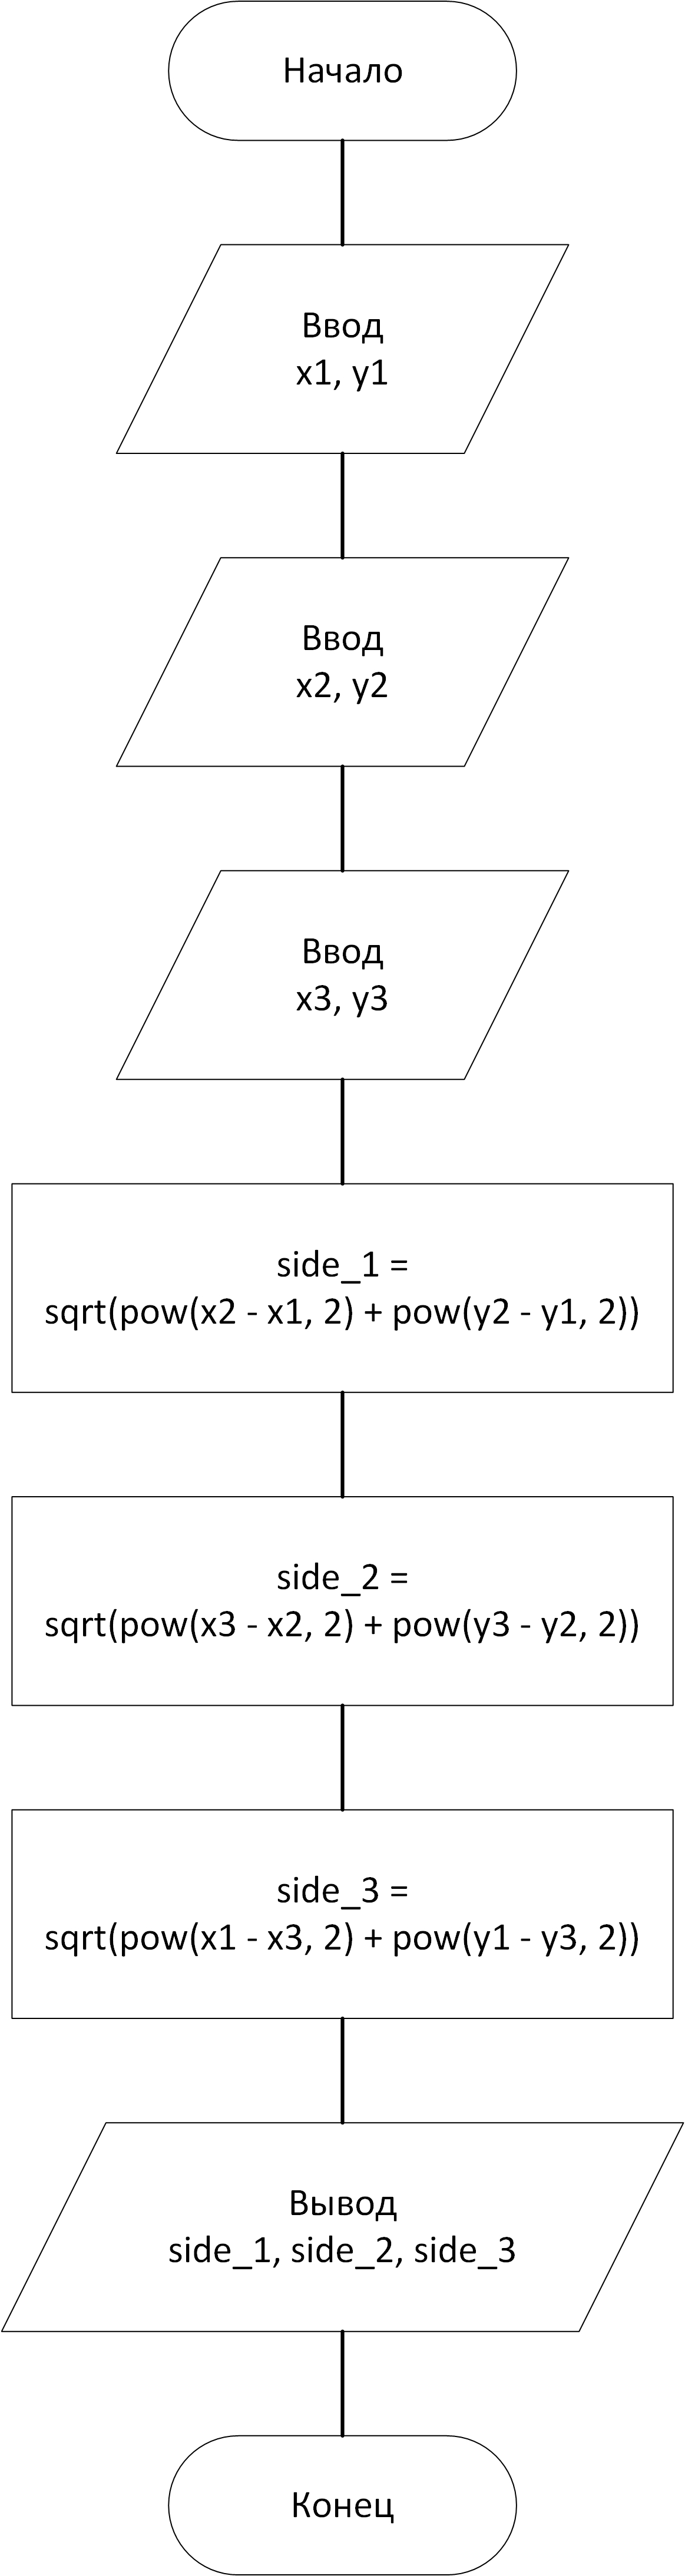 Начало
Ввод
x1, y1
Ввод
x2, y2
Ввод
x3, y3
side_1 =
sqrt(pow(x2 - x1, 2) + pow(y2 - y1, 2))
side_2 =
sqrt(pow(x3 - x2, 2) + pow(y3 - y2, 2))
side_3 =
sqrt(pow(x1 - x3, 2) + pow(y1 - y3, 2))
Вывод
side_1, side_2, side_3
Конец